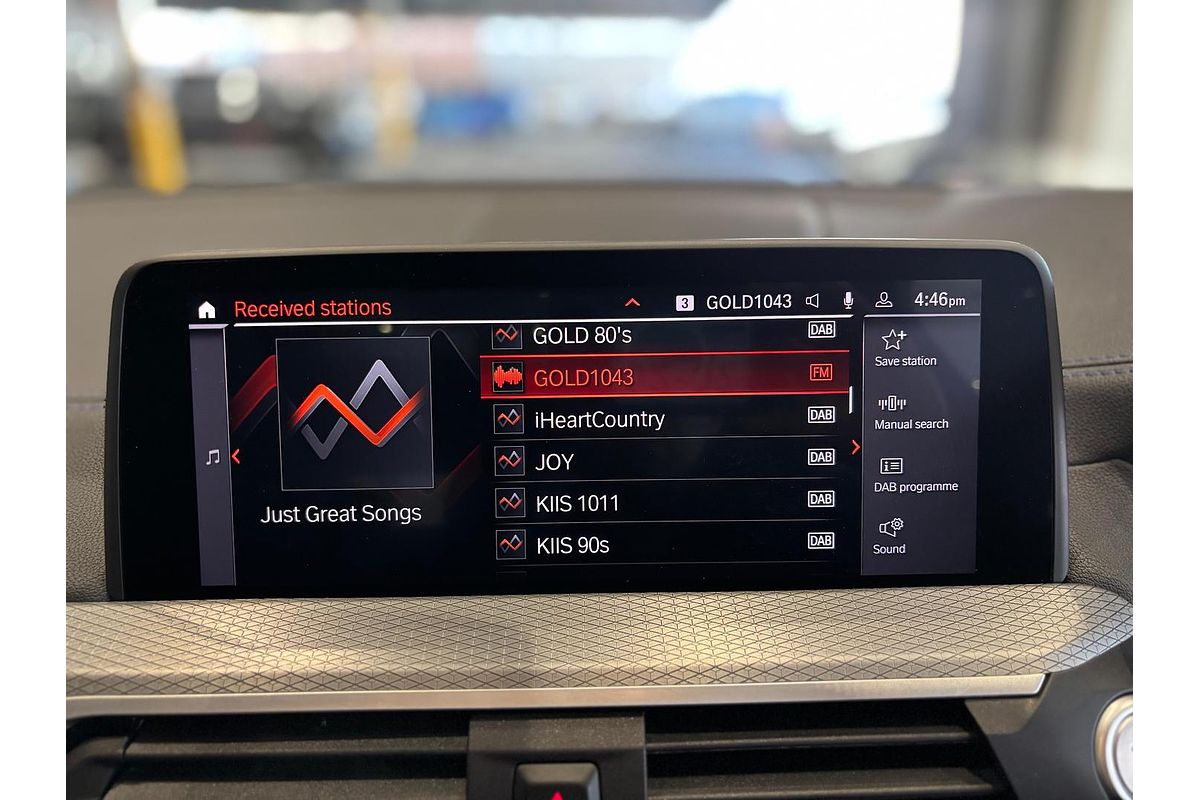 Received stations
3 GOLD1043
4:46pm
GOLD 80's DAB
GOLD1043 FM
iHeartCountry DAB
JOY DAB
KIIS 1011 DAB
KIIS 90s DAB
Just Great Songs
Save station
Manual search
DAB programme
Sound